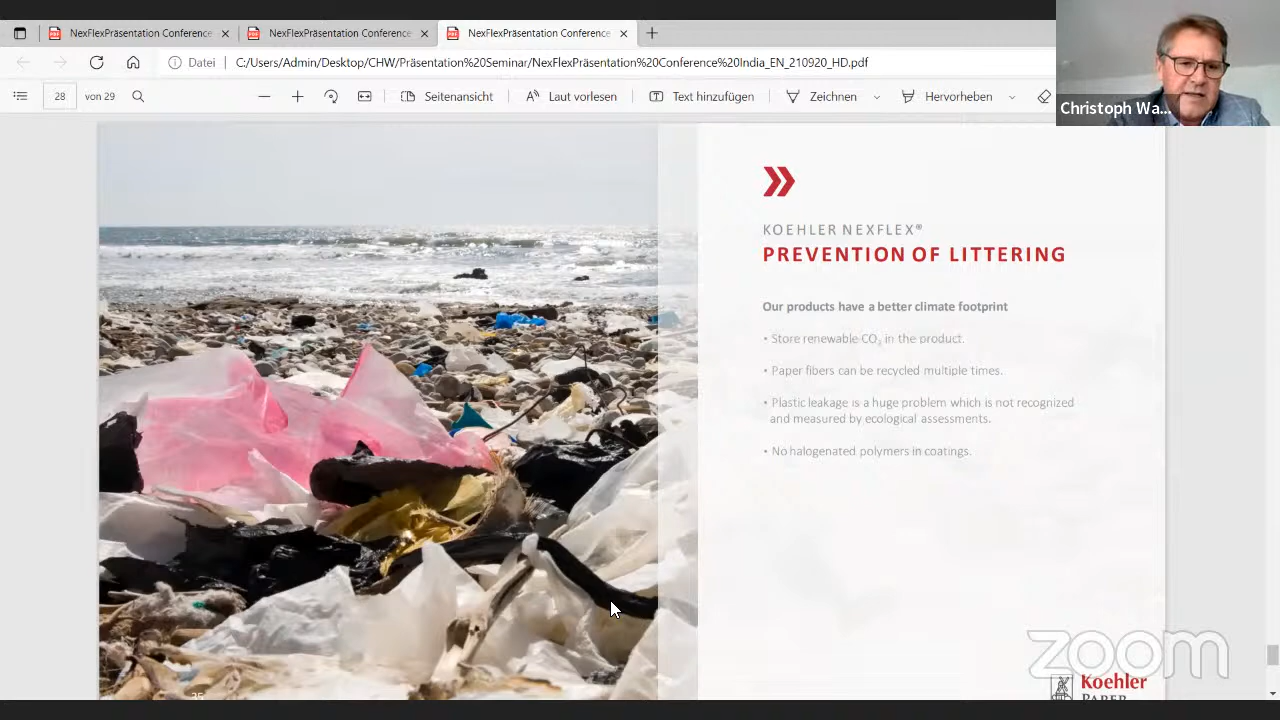 NexFlexPräsentation Conference
NexFlexPräsentation Conference
NexFlexPräsentation Conference
Datei
C:/Users/Admin/Desktop/CHW/Präsentation%20Seminar/NexFlexPräsentation%20Conference%20India_EN_210920_HD.pdf
28 von 29
Seitenansicht
Laut vorlesen
Text hinzufügen
Zeichnen
Hervorheben
Christoph Wa...
KOEHLER NEXFLEX®
PREVENTION OF LITTERING
Our products have a better climate footprint
• Store renewable CO₂ in the product.
• Paper fibers can be recycled multiple times.
• Plastic leakage is a huge problem which is not recognized
and measured by ecological assessments.
• No halogenated polymers in coatings.
zoom
Koehler
PAPER
35